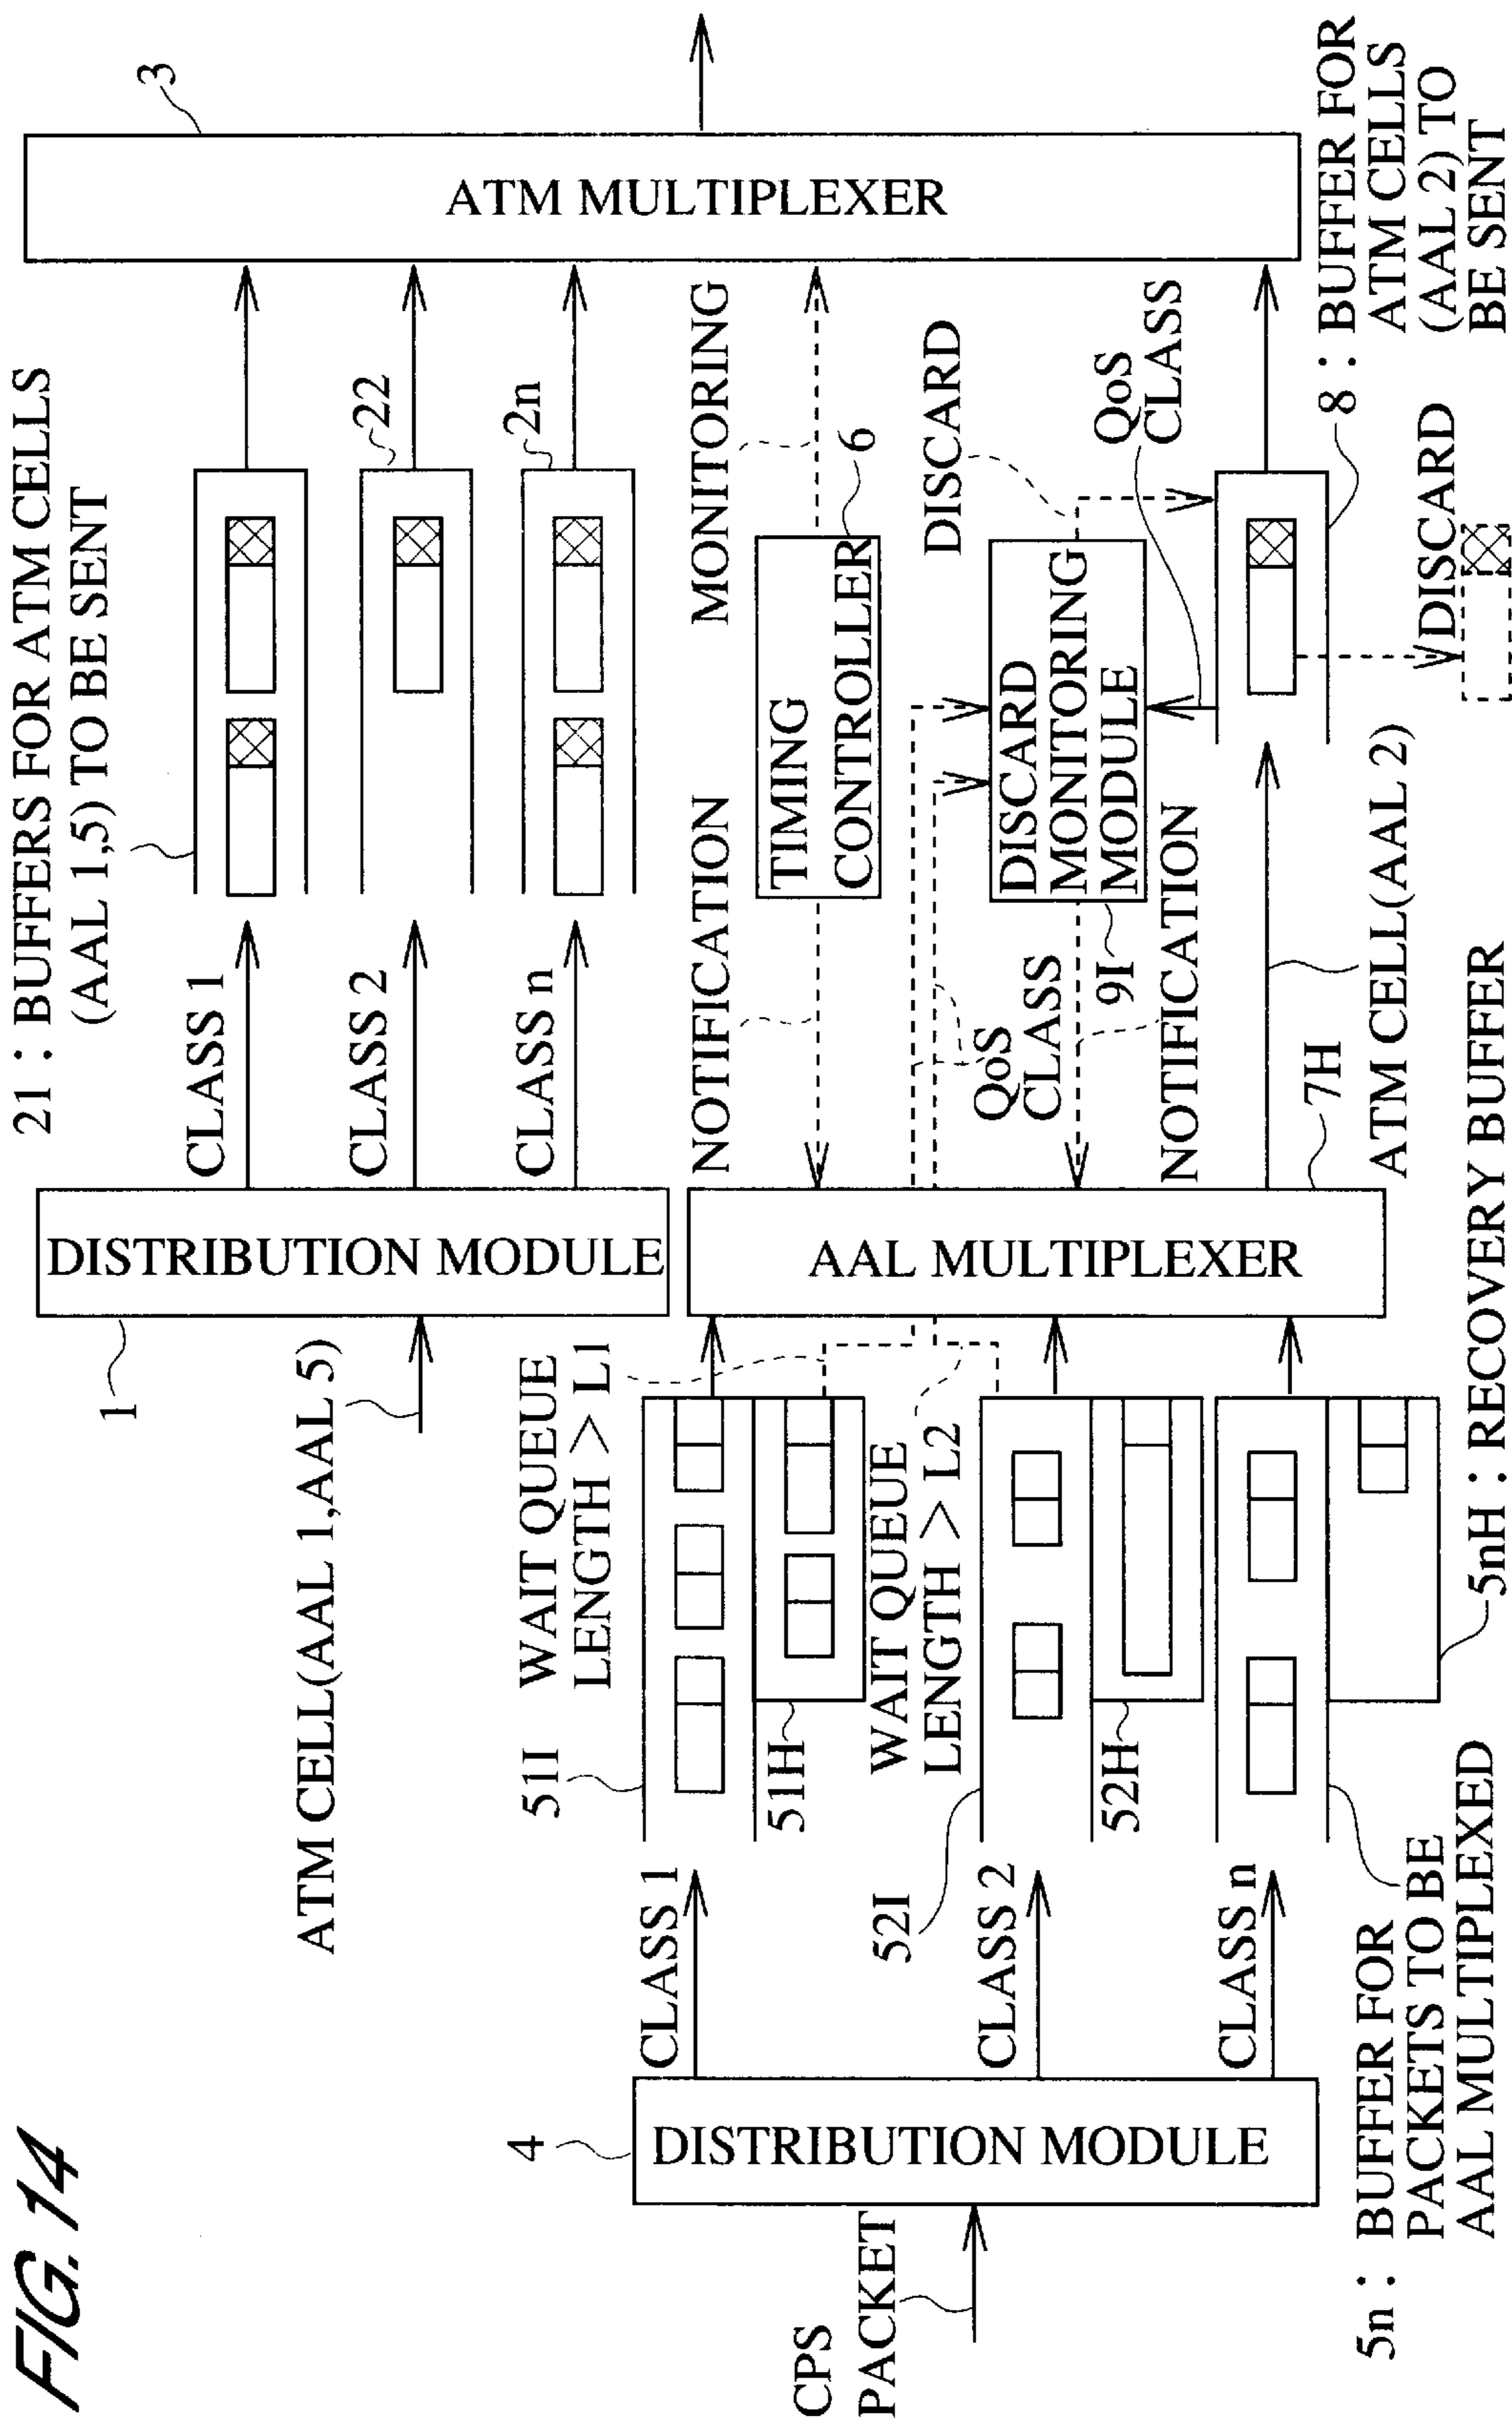 FIG. 14
21 : BUFFERS FOR ATM CELLS
(AAL 1,5) TO BE SENT
3
1
DISTRIBUTION MODULE
ATM CELL(AAL 1,AAL 5)
CLASS 1
CLASS 2
CLASS n
22
2n
ATM MULTIPLEXER
MONITORING
NOTIFICATION
TIMING
CONTROLLER
6
DISCARD
QoS
CLASS
DISCARD
MONITORING
MODULE
9I
QoS
CLASS
NOTIFICATION
8 : BUFFER FOR
ATM CELLS
(AAL 2) TO
BE SENT
DISCARD
ATM CELL(AAL 2)
7H
AAL MULTIPLEXER
WAIT QUEUE
LENGTH > L1
51I
51H
WAIT QUEUE
LENGTH > L2
52I
52H
5nH : RECOVERY BUFFER
CLASS 1
CLASS 2
CLASS n
4
DISTRIBUTION MODULE
CPS
PACKET
5n : BUFFER FOR
PACKETS TO BE
AAL MULTIPLEXED